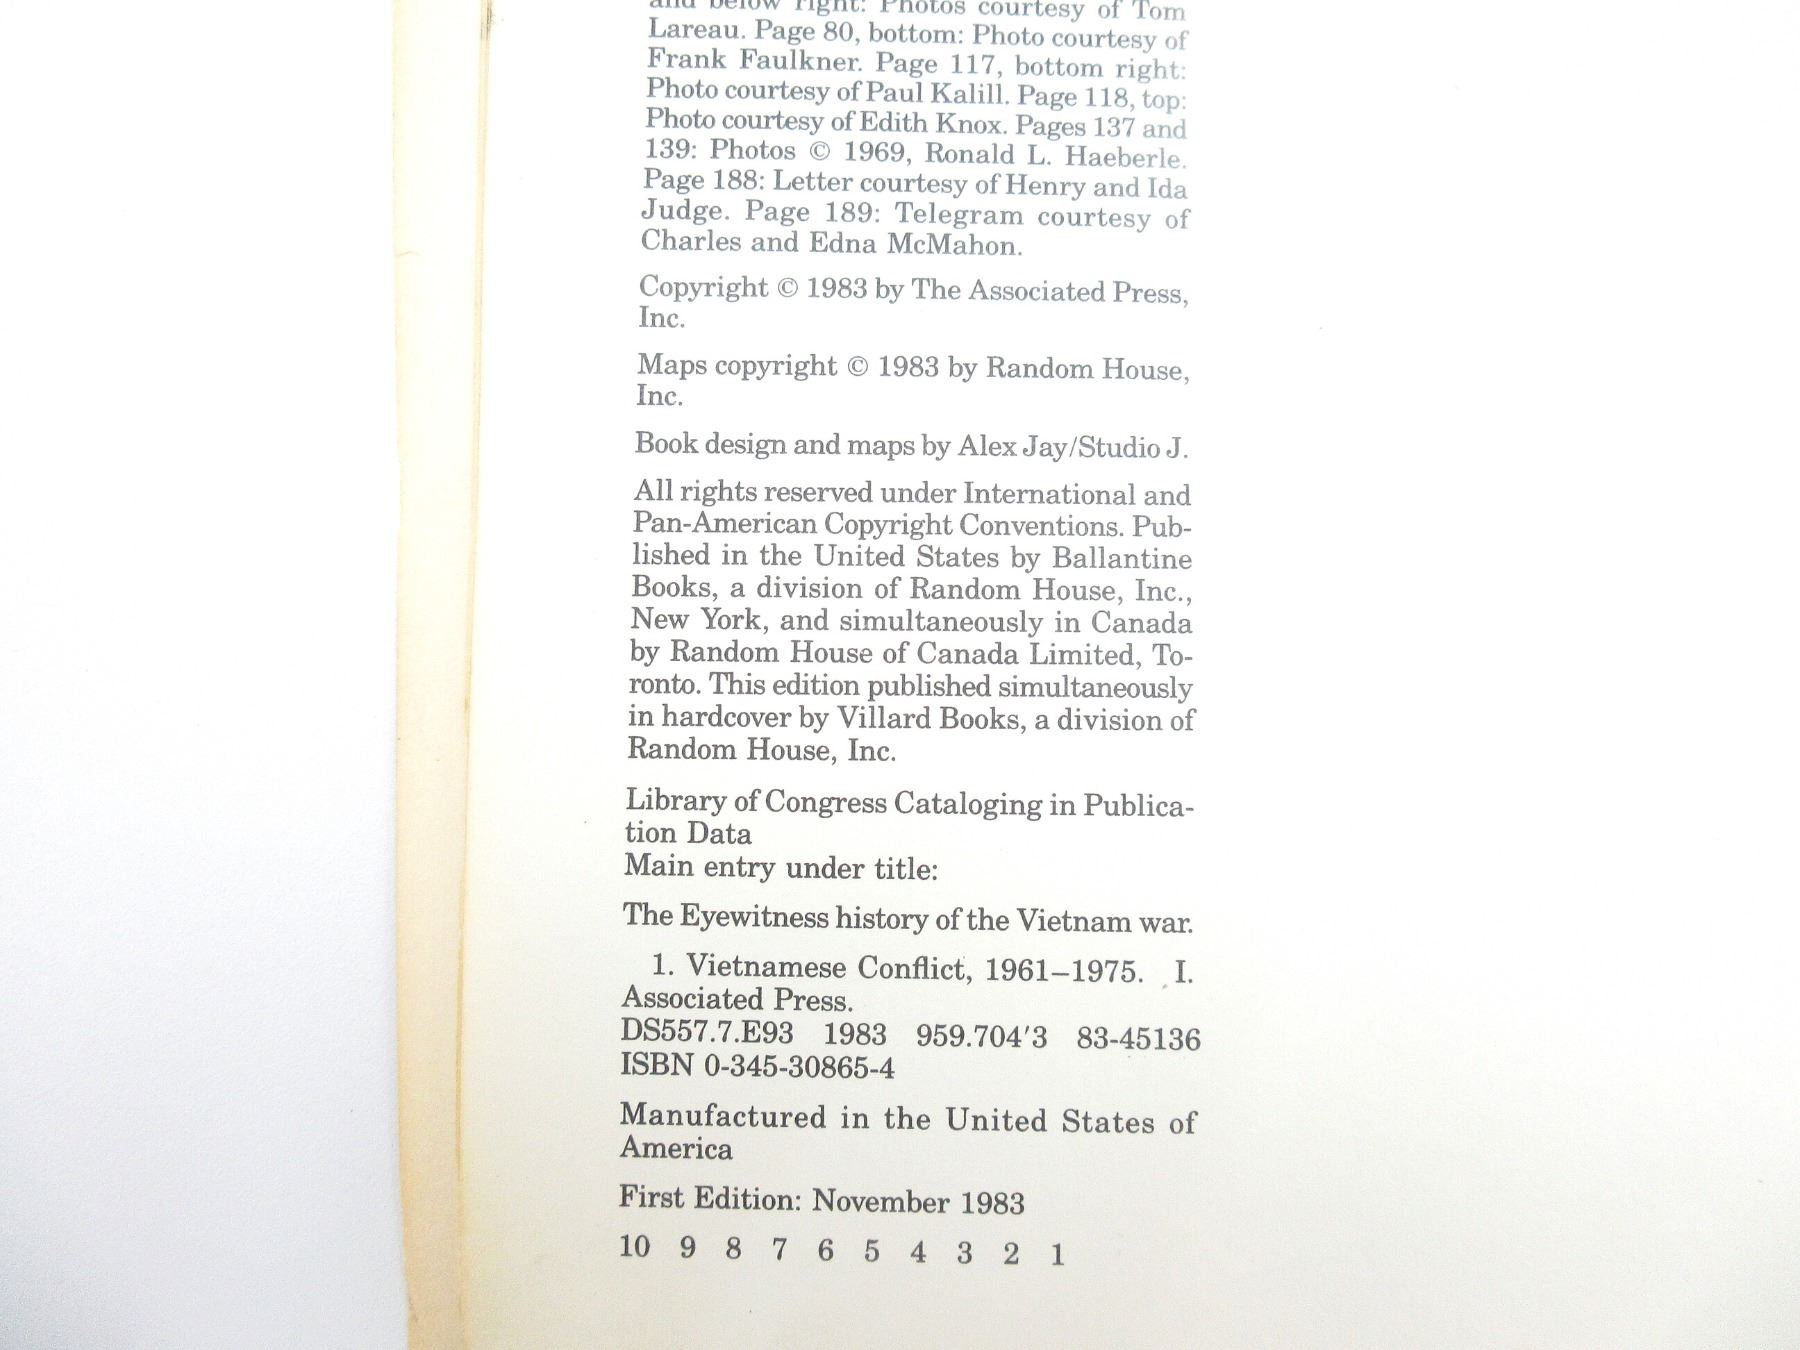 and below right: Photos courtesy of Tom
Lareau. Page 80, bottom: Photo courtesy of
Frank Faulkner. Page 117, bottom right:
Photo courtesy of Paul Kalill. Page 118, top:
Photo courtesy of Edith Knox. Pages 137 and
139: Photos © 1969, Ronald L. Haeberle.
Page 188: Letter courtesy of Henry and Ida
Judge. Page 189: Telegram courtesy of
Charles and Edna McMahon.
Copyright © 1983 by The Associated Press,
Inc.
Maps copyright © 1983 by Random House,
Inc.
Book design and maps by Alex Jay/Studio J.
All rights reserved under International and
Pan-American Copyright Conventions. Pub-
lished in the United States by Ballantine
Books, a division of Random House, Inc.,
New York, and simultaneously in Canada
by Random House of Canada Limited, To-
ronto. This edition published simultaneously
in hardcover by Villard Books, a division of
Random House, Inc.
Library of Congress Cataloging in Publica-
tion Data
Main entry under title:
The Eyewitness history of the Vietnam war.
1. Vietnamese Conflict, 1961–1975. I.
Associated Press.
DS557.7.E93 1983 959.704'3 83-45136
ISBN 0-345-30865-4
Manufactured in the United States of
America
First Edition: November 1983
10 9 8 7 6 5 4 3 2 1